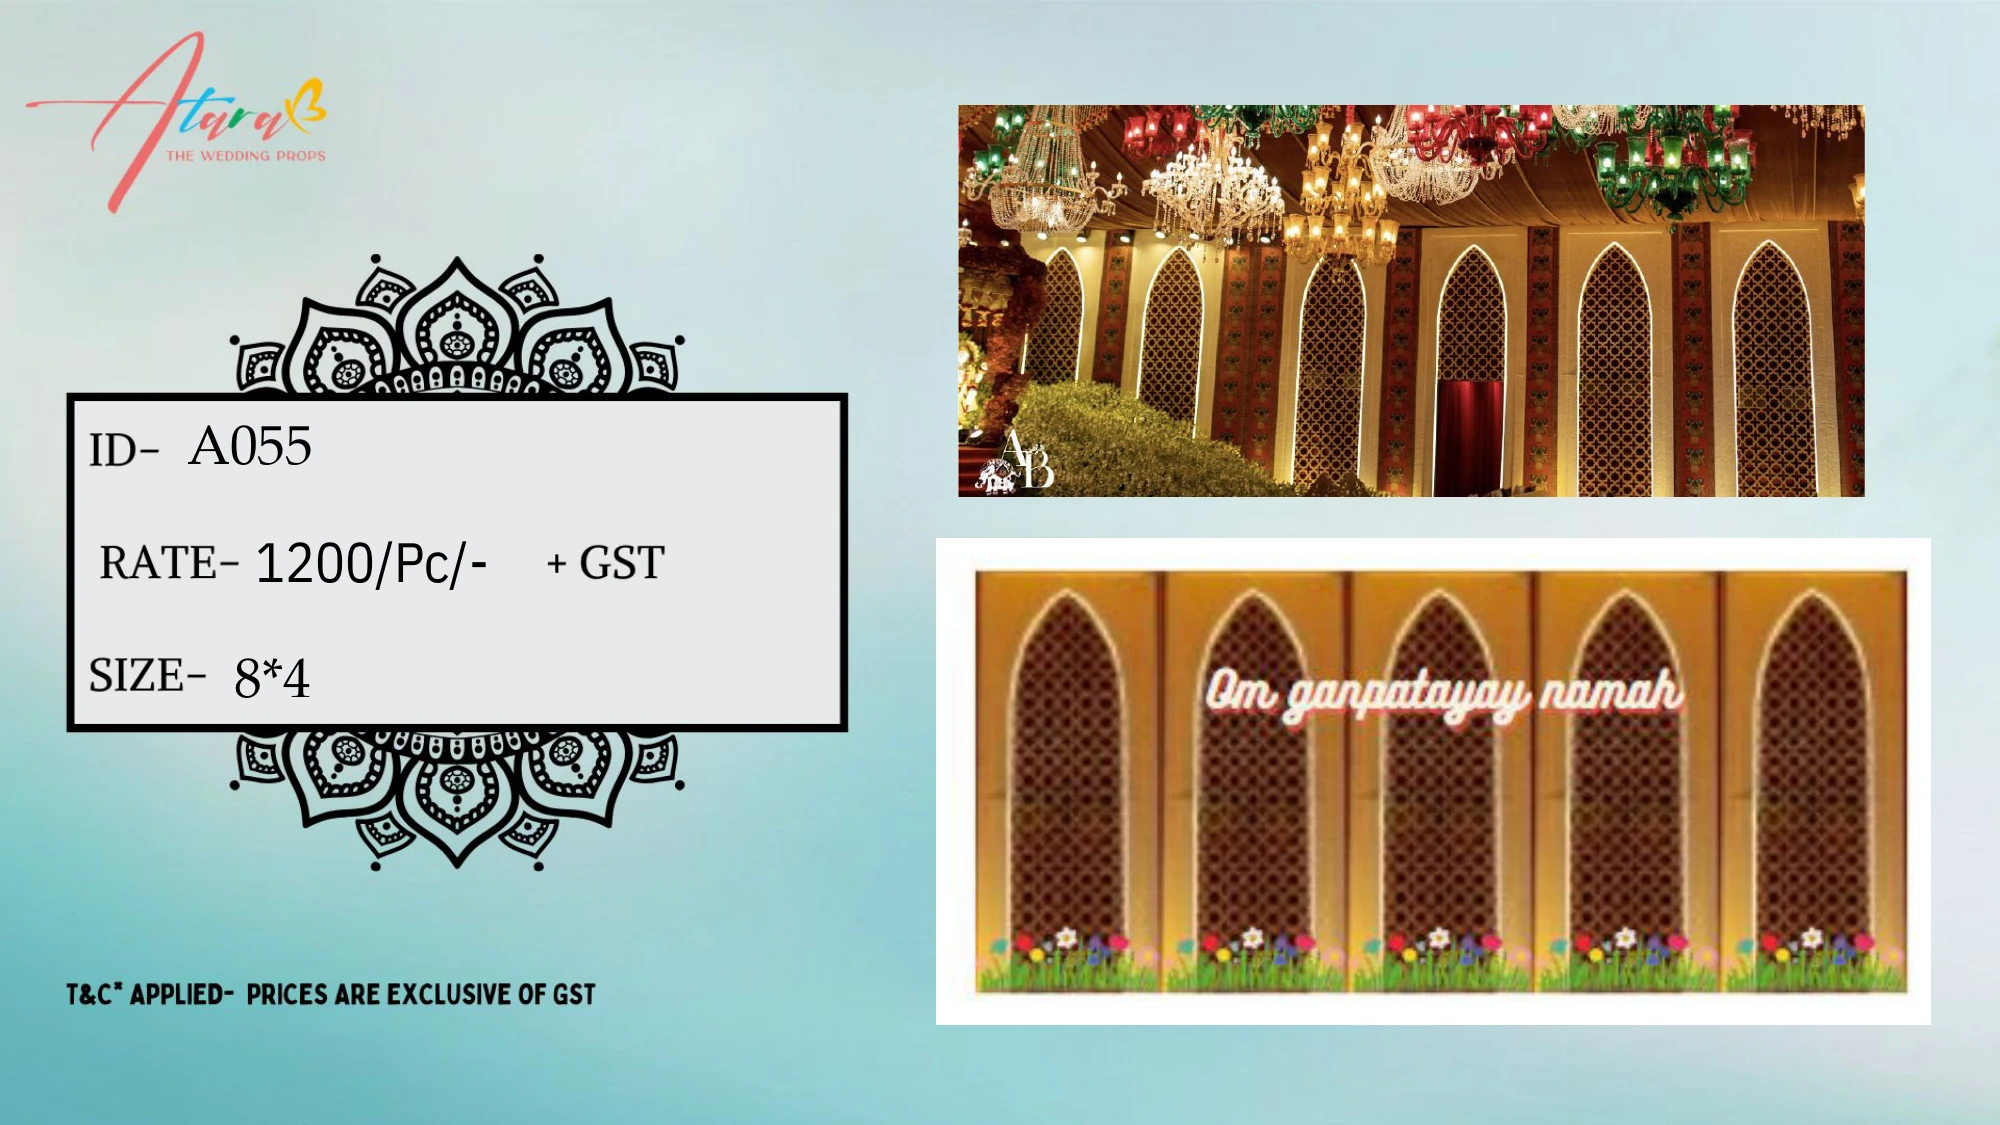 Atara
THE WEDDING PROPS
ID- A055
RATE- 1200/Pc/- + GST
SIZE- 8*4
T&C* APPLIED- PRICES ARE EXCLUSIVE OF GST
AB
Om ganpatayay namah